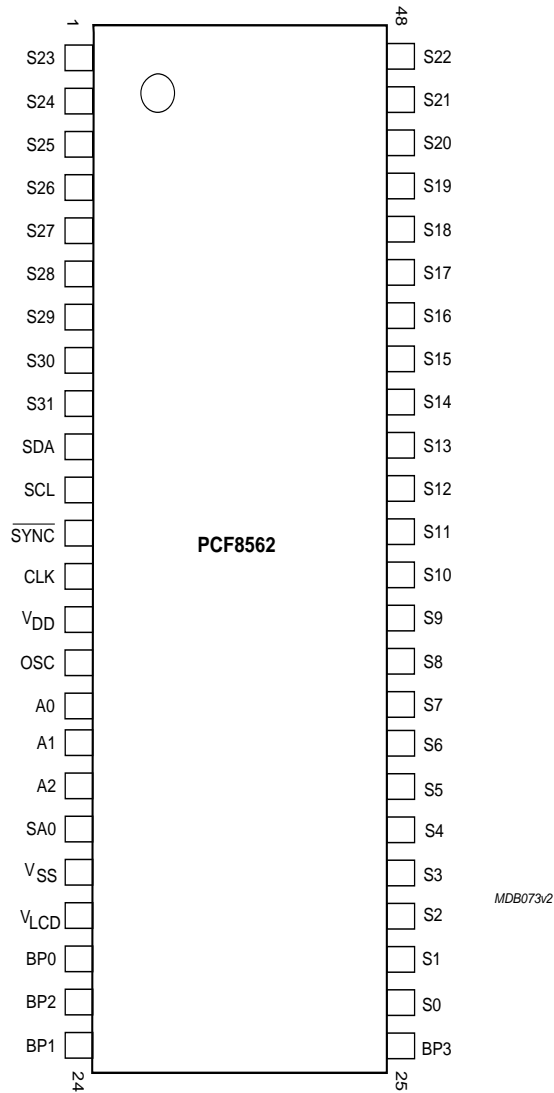 1 48
S23 S22
S24 S21
S25 S20
S26 S19
S27 S18
S28 S17
S29 S16
S30 S15
S31 S14
SDA S13
SCL S12
SYNC S11
PCF8562
CLK S10
VDD S9
OSC S8
A0 S7
A1 S6
A2 S5
SA0 S4
VSS S3
VLCD S2
MDB073v2
BP0 S1
BP2 S0
BP1 BP3
24 25